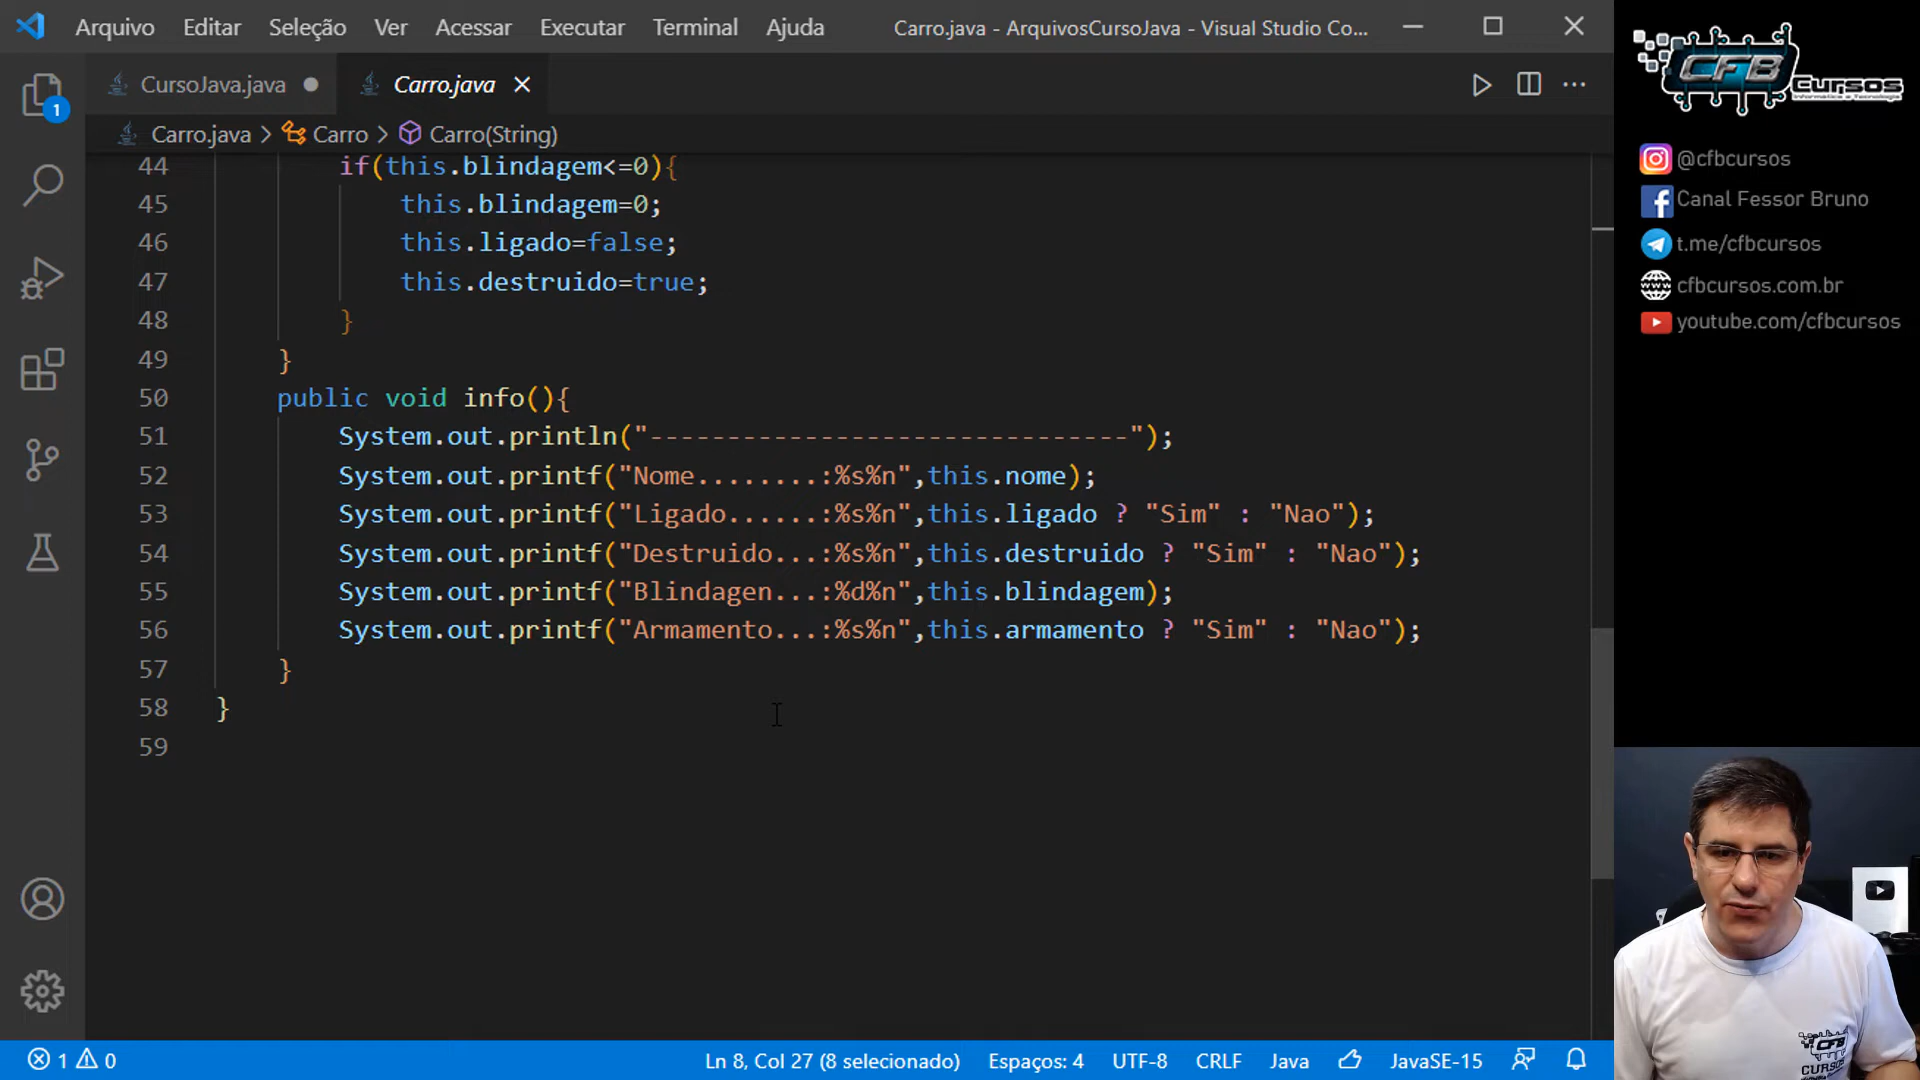 Arquivo Editar Seleção Ver Acessar Executar Terminal Ajuda Carro.java - ArquivosCursoJava - Visual Studio Co...
CursoJava.java Carro.java
Carro.java > Carro > Carro(String)
44 if(this.blindagem<=0){
45 this.blindagem=0;
46 this.ligado=false;
47 this.destruido=true;
48 }
49 }
50 public void info(){
51 System.out.println("-------------------------------");
52 System.out.printf("Nome........:%s%n",this.nome);
53 System.out.printf("Ligado......:%s%n",this.ligado ? "Sim" : "Nao");
54 System.out.printf("Destruido...:%s%n",this.destruido ? "Sim" : "Nao");
55 System.out.printf("Blindagen...:%d%n",this.blindagem);
56 System.out.printf("Armamento...:%s%n",this.armamento ? "Sim" : "Nao");
57 }
58 }
59
1
1 0 Ln 8, Col 27 (8 selecionado) Espaços: 4 UTF-8 CRLF Java JavaSE-15
CFB Cursos
@cfbcursos
Canal Fessor Bruno
t.me/cfbcursos
cfbcursos.com.br
youtube.com/cfbcursos
CFB
CURSOS